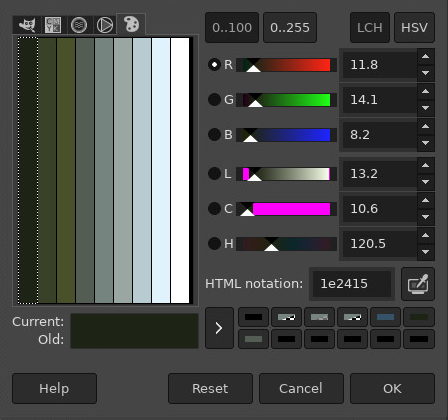 0..100 0..255 LCH HSV
R 11.8
G 14.1
B 8.2
L 13.2
C 10.6
H 120.5
HTML notation: 1e2415
Current:
Old:
Help Reset Cancel OK